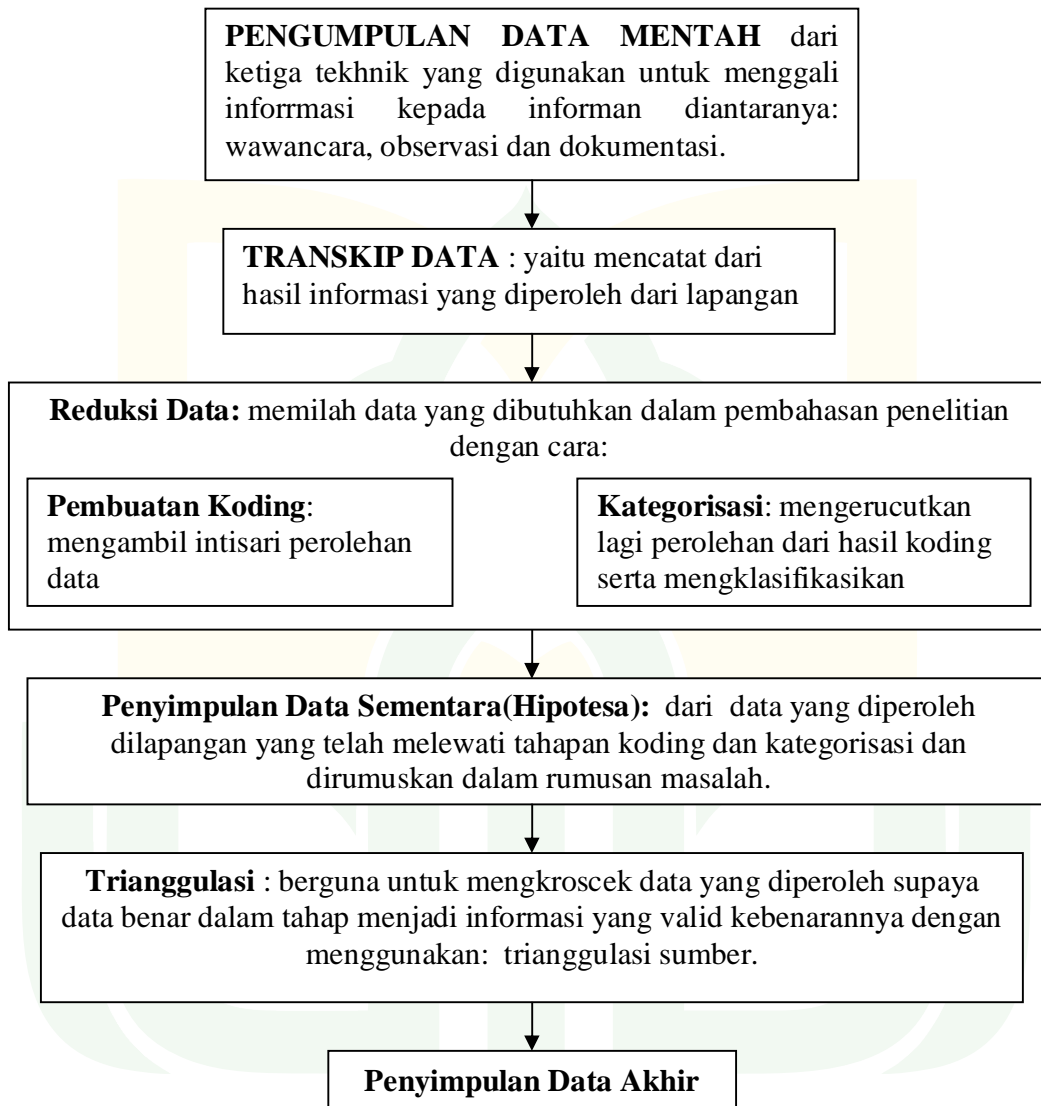 PENGUMPULAN DATA MENTAH dari
ketiga tekhnik yang digunakan untuk menggali
inforrmasi kepada informan diantaranya:
wawancara, observasi dan dokumentasi.
TRANSKIP DATA : yaitu mencatat dari
hasil informasi yang diperoleh dari lapangan
Reduksi Data: memilah data yang dibutuhkan dalam pembahasan penelitian
dengan cara:
Pembuatan Koding:
mengambil intisari perolehan
data
Kategorisasi: mengerucutkan
lagi perolehan dari hasil koding
serta mengklasifikasikan
Penyimpulan Data Sementara(Hipotesa): dari data yang diperoleh
dilapangan yang telah melewati tahapan koding dan kategorisasi dan
dirumuskan dalam rumusan masalah.
Trianggulasi : berguna untuk mengkroscek data yang diperoleh supaya
data benar dalam tahap menjadi informasi yang valid kebenarannya dengan
menggunakan: trianggulasi sumber.
Penyimpulan Data Akhir